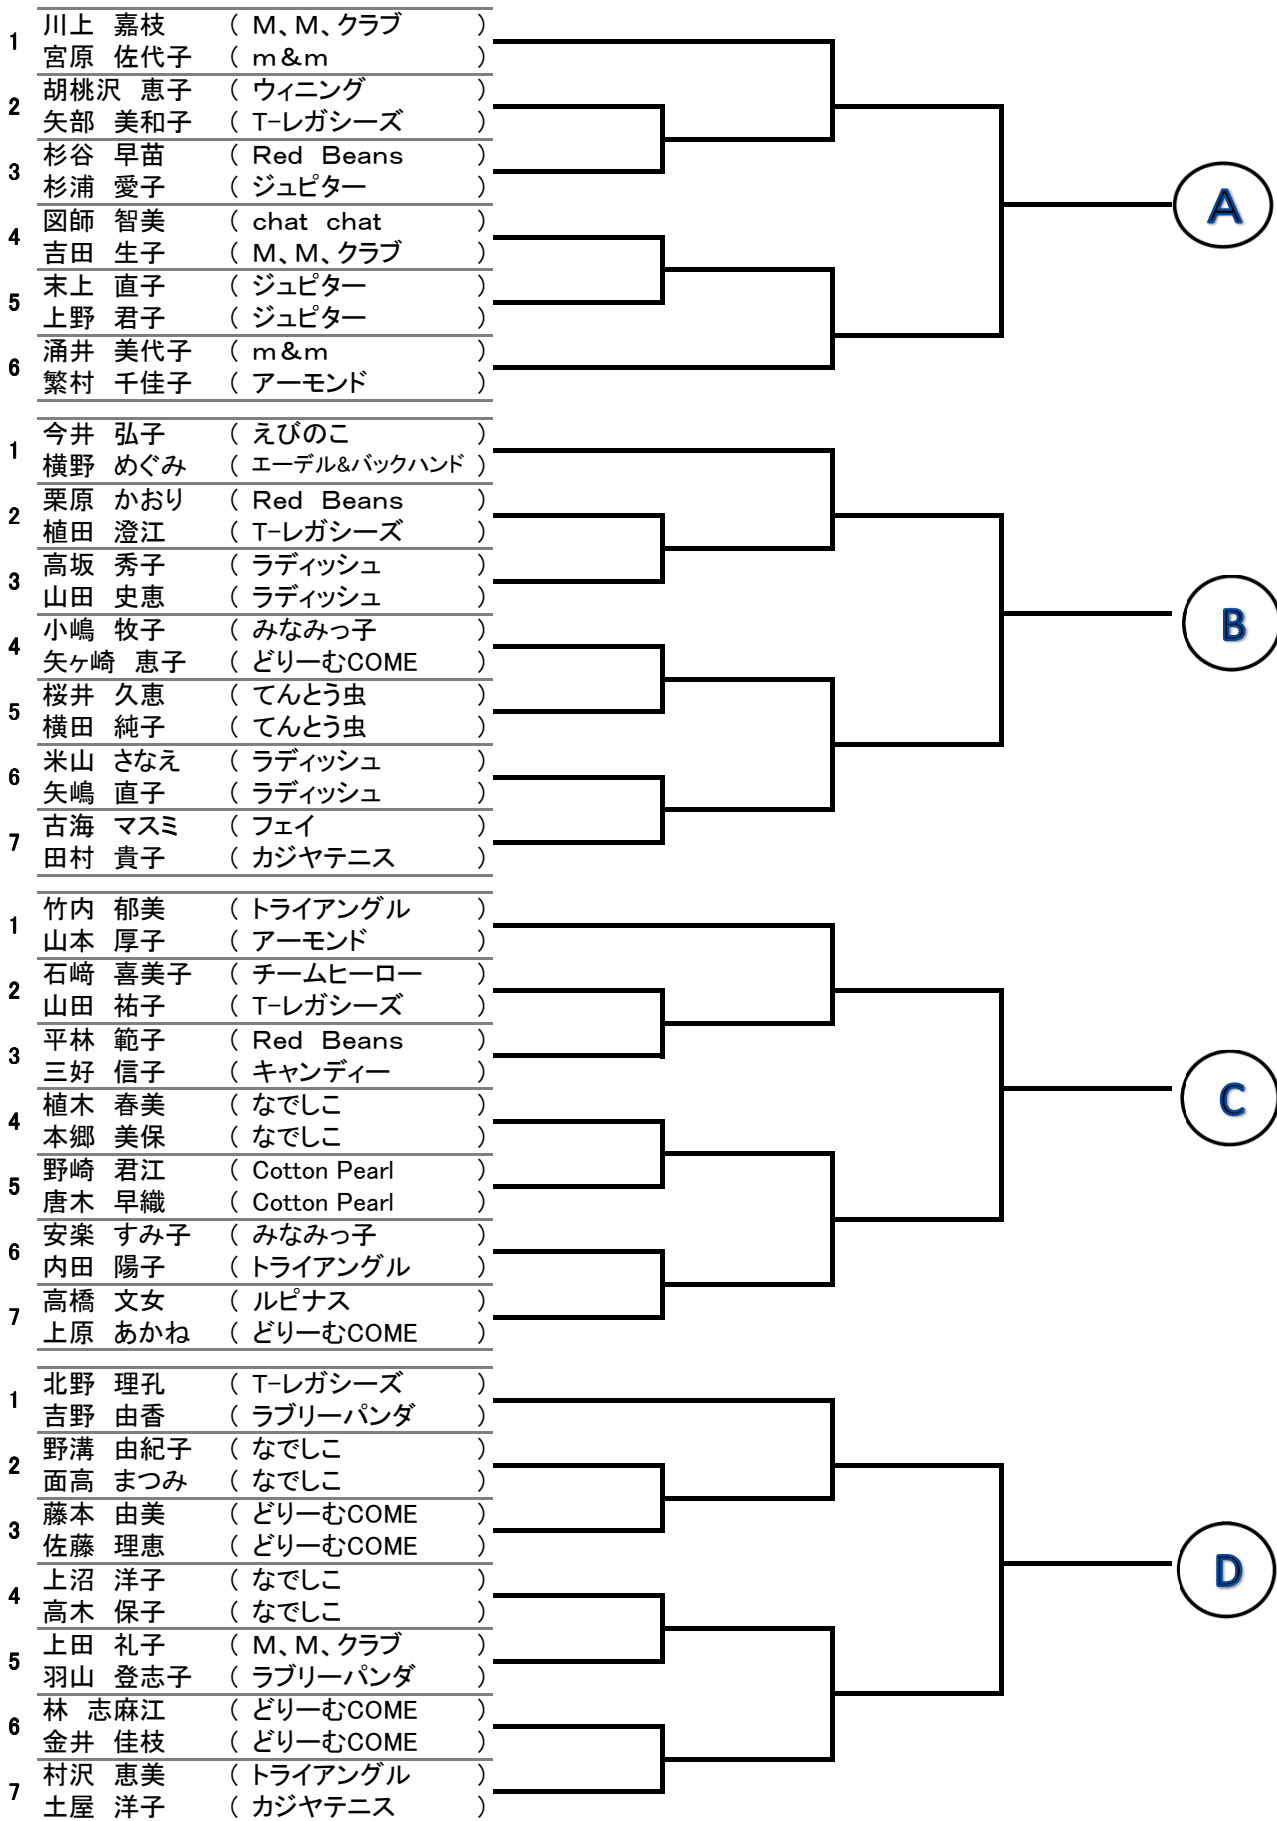 1
川上　嘉枝　（ M、M、クラブ ）
宮原　佐代子　（ m＆m ）
2
胡桃沢　恵子　（ ウィニング ）
矢部　美和子　（ T-レガシーズ ）
3
杉谷　早苗　（ Red　Beans ）
杉浦　愛子　（ ジュピター ）
4
図師　智美　（ chat　chat ）
吉田　生子　（ M、M、クラブ ）
5
末上　直子　（ ジュピター ）
上野　君子　（ ジュピター ）
6
涌井　美代子　（ m＆m ）
繁村　千佳子　（ アーモンド ）
A
1
今井　弘子　（ えびのこ ）
横野　めぐみ　（ エーデル&バックハンド ）
2
栗原　かおり　（ Red　Beans ）
植田　澄江　（ T-レガシーズ ）
3
高坂　秀子　（ ラディッシュ ）
山田　史恵　（ ラディッシュ ）
4
小嶋　牧子　（ みなみっ子 ）
矢ヶ崎　恵子　（ どりーむCOME ）
5
桜井　久恵　（ てんとう虫 ）
横田　純子　（ てんとう虫 ）
6
米山　さなえ　（ ラディッシュ ）
矢嶋　直子　（ ラディッシュ ）
7
古海　マスミ　（ フェイ ）
田村　貴子　（ カジヤテニス ）
B
1
竹内　郁美　（ トライアングル ）
山本　厚子　（ アーモンド ）
2
石﨑　喜美子　（ チームヒーロー ）
山田　祐子　（ T-レガシーズ ）
3
平林　範子　（ Red　Beans ）
三好　信子　（ キャンディー ）
4
植木　春美　（ なでしこ ）
本郷　美保　（ なでしこ ）
5
野崎　君江　（ Cotton Pearl ）
唐木　早織　（ Cotton Pearl ）
6
安楽　すみ子　（ みなみっ子 ）
内田　陽子　（ トライアングル ）
7
高橋　文女　（ ルピナス ）
上原　あかね　（ どりーむCOME ）
C
1
北野　理孔　（ T-レガシーズ ）
吉野　由香　（ ラブリーパンダ ）
2
野溝　由紀子　（ なでしこ ）
面高　まつみ　（ なでしこ ）
3
藤本　由美　（ どりーむCOME ）
佐藤　理恵　（ どりーむCOME ）
4
上沼　洋子　（ なでしこ ）
高木　保子　（ なでしこ ）
5
上田　礼子　（ M、M、クラブ ）
羽山　登志子　（ ラブリーパンダ ）
6
林　志麻江　（ どりーむCOME ）
金井　佳枝　（ どりーむCOME ）
7
村沢　恵美　（ トライアングル ）
土屋　洋子　（ カジヤテニス ）
D